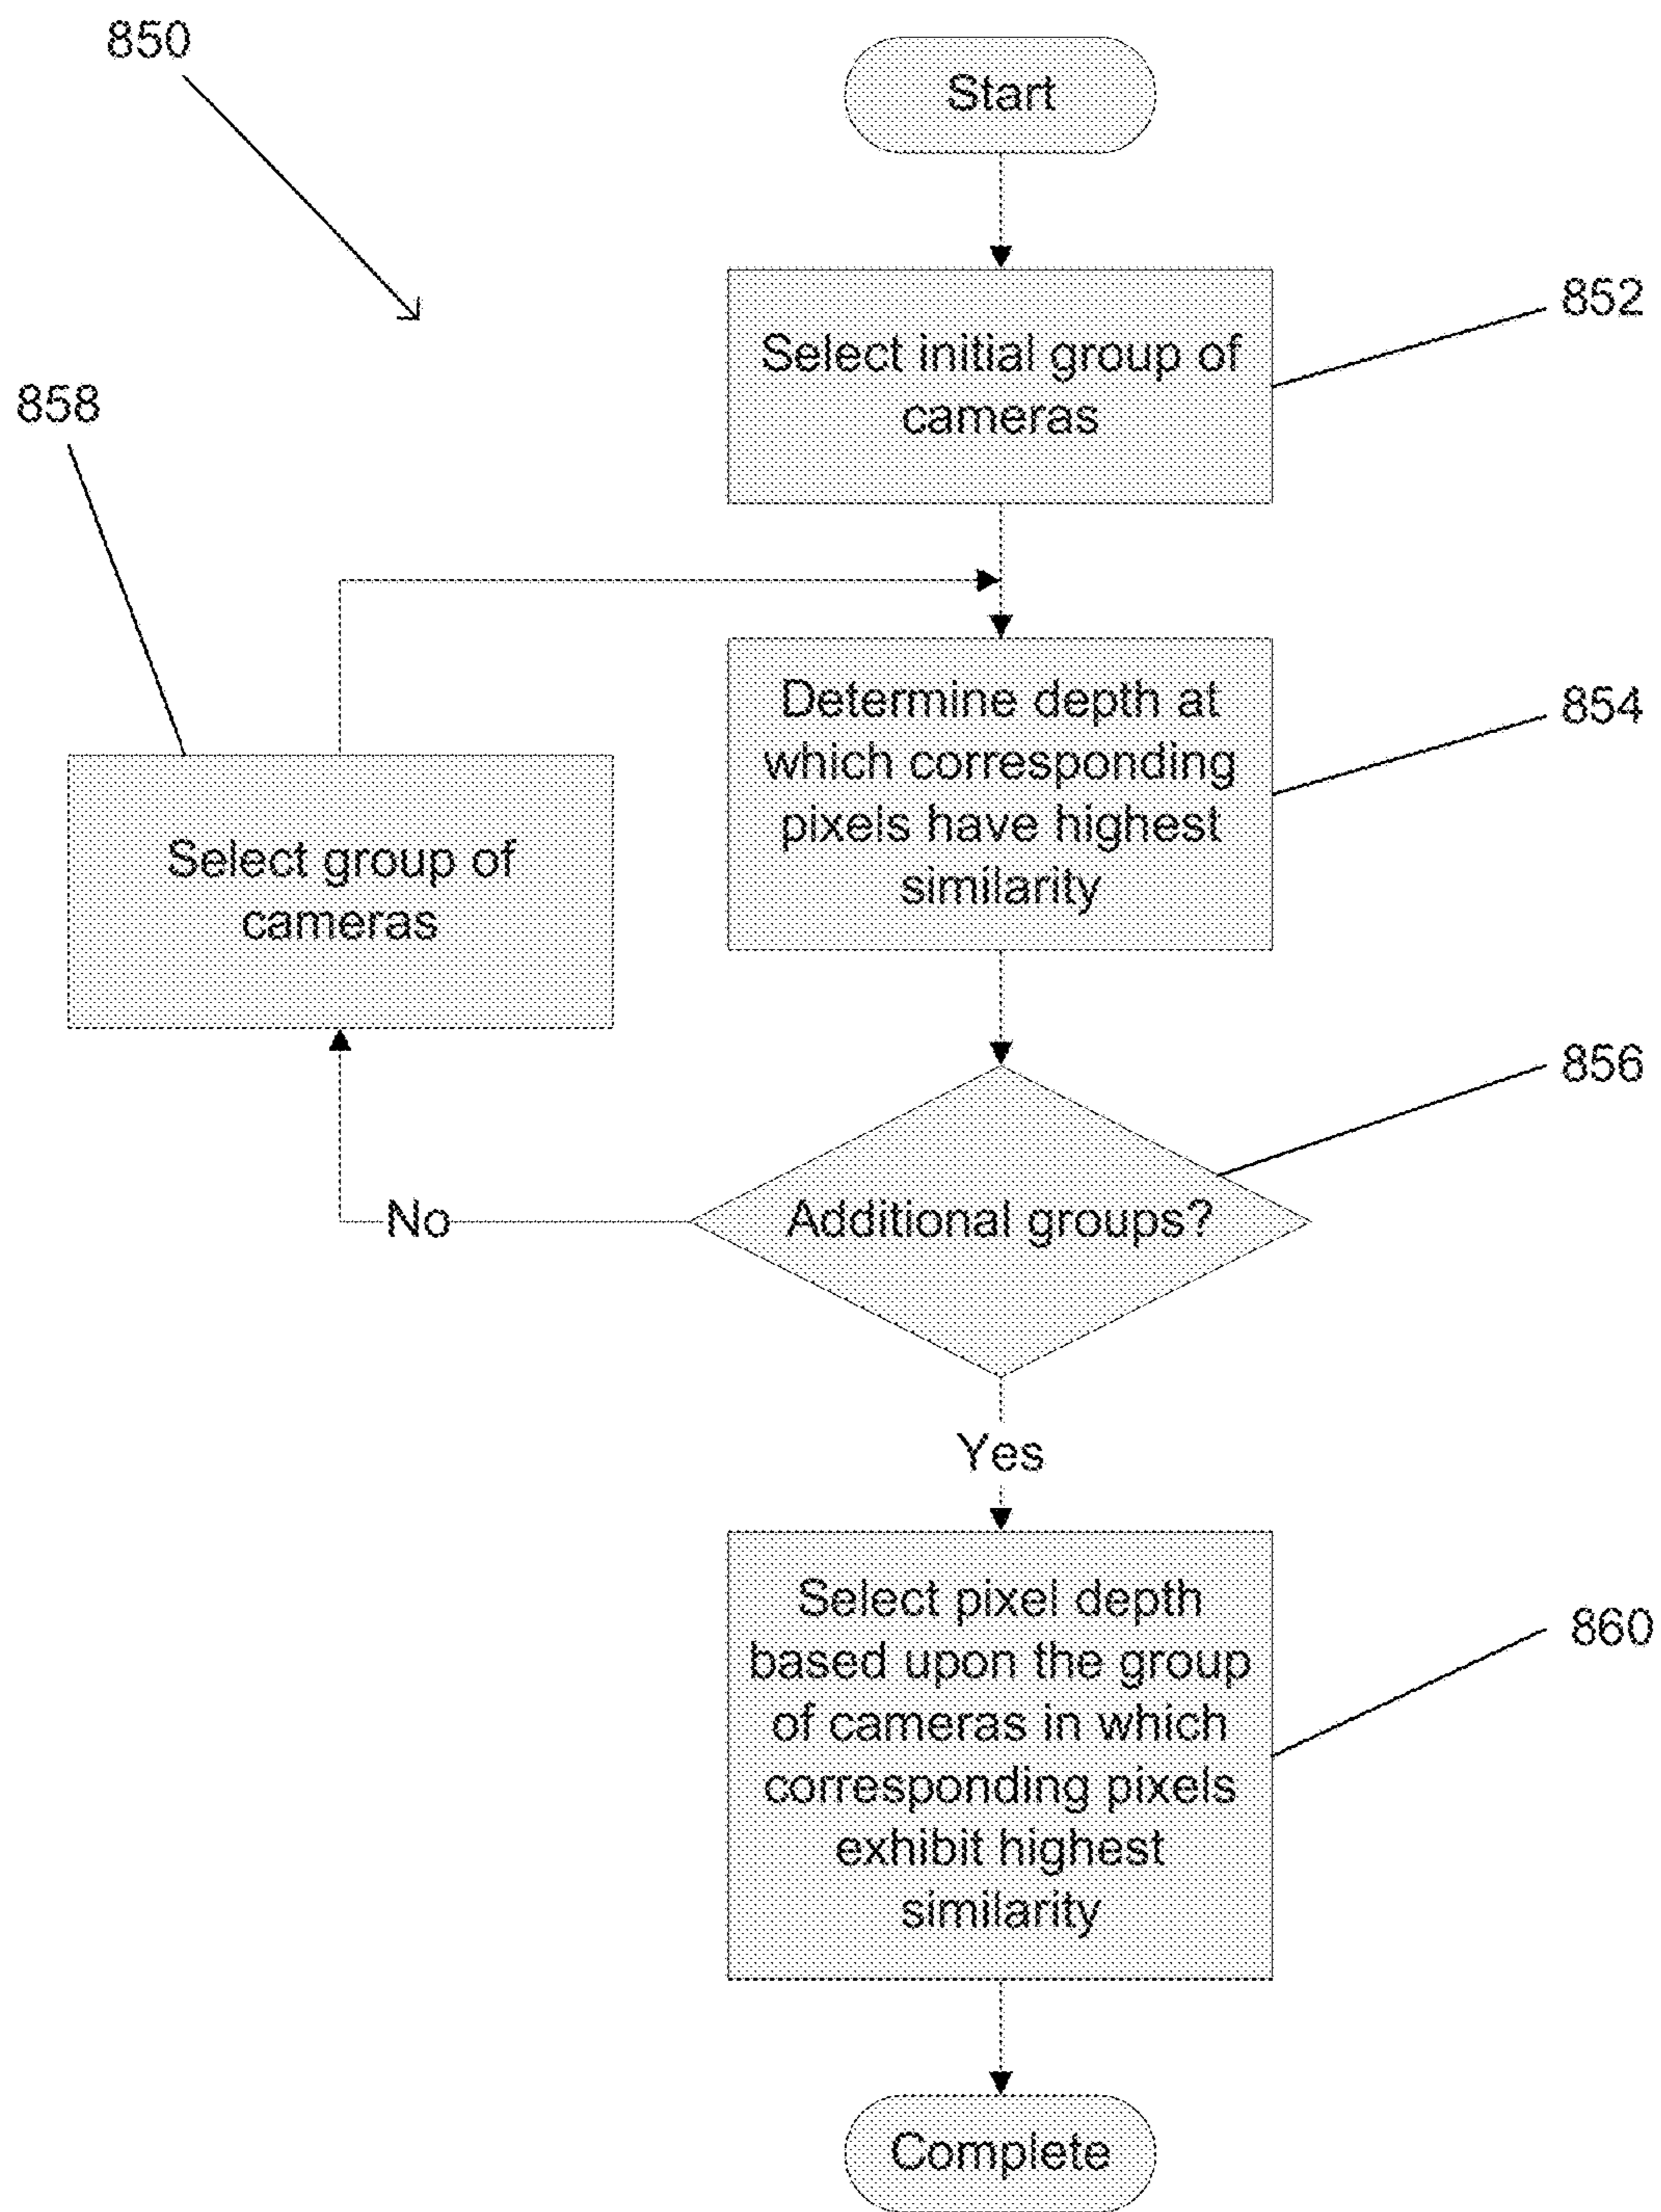 850
Start
852
Select initial group of
cameras
858
854
Determine depth at
which corresponding
pixels have highest
similarity
Select group of
cameras
856
Additional groups?
No
Yes
860
Select pixel depth
based upon the group
of cameras in which
corresponding pixels
exhibit highest
similarity
Complete